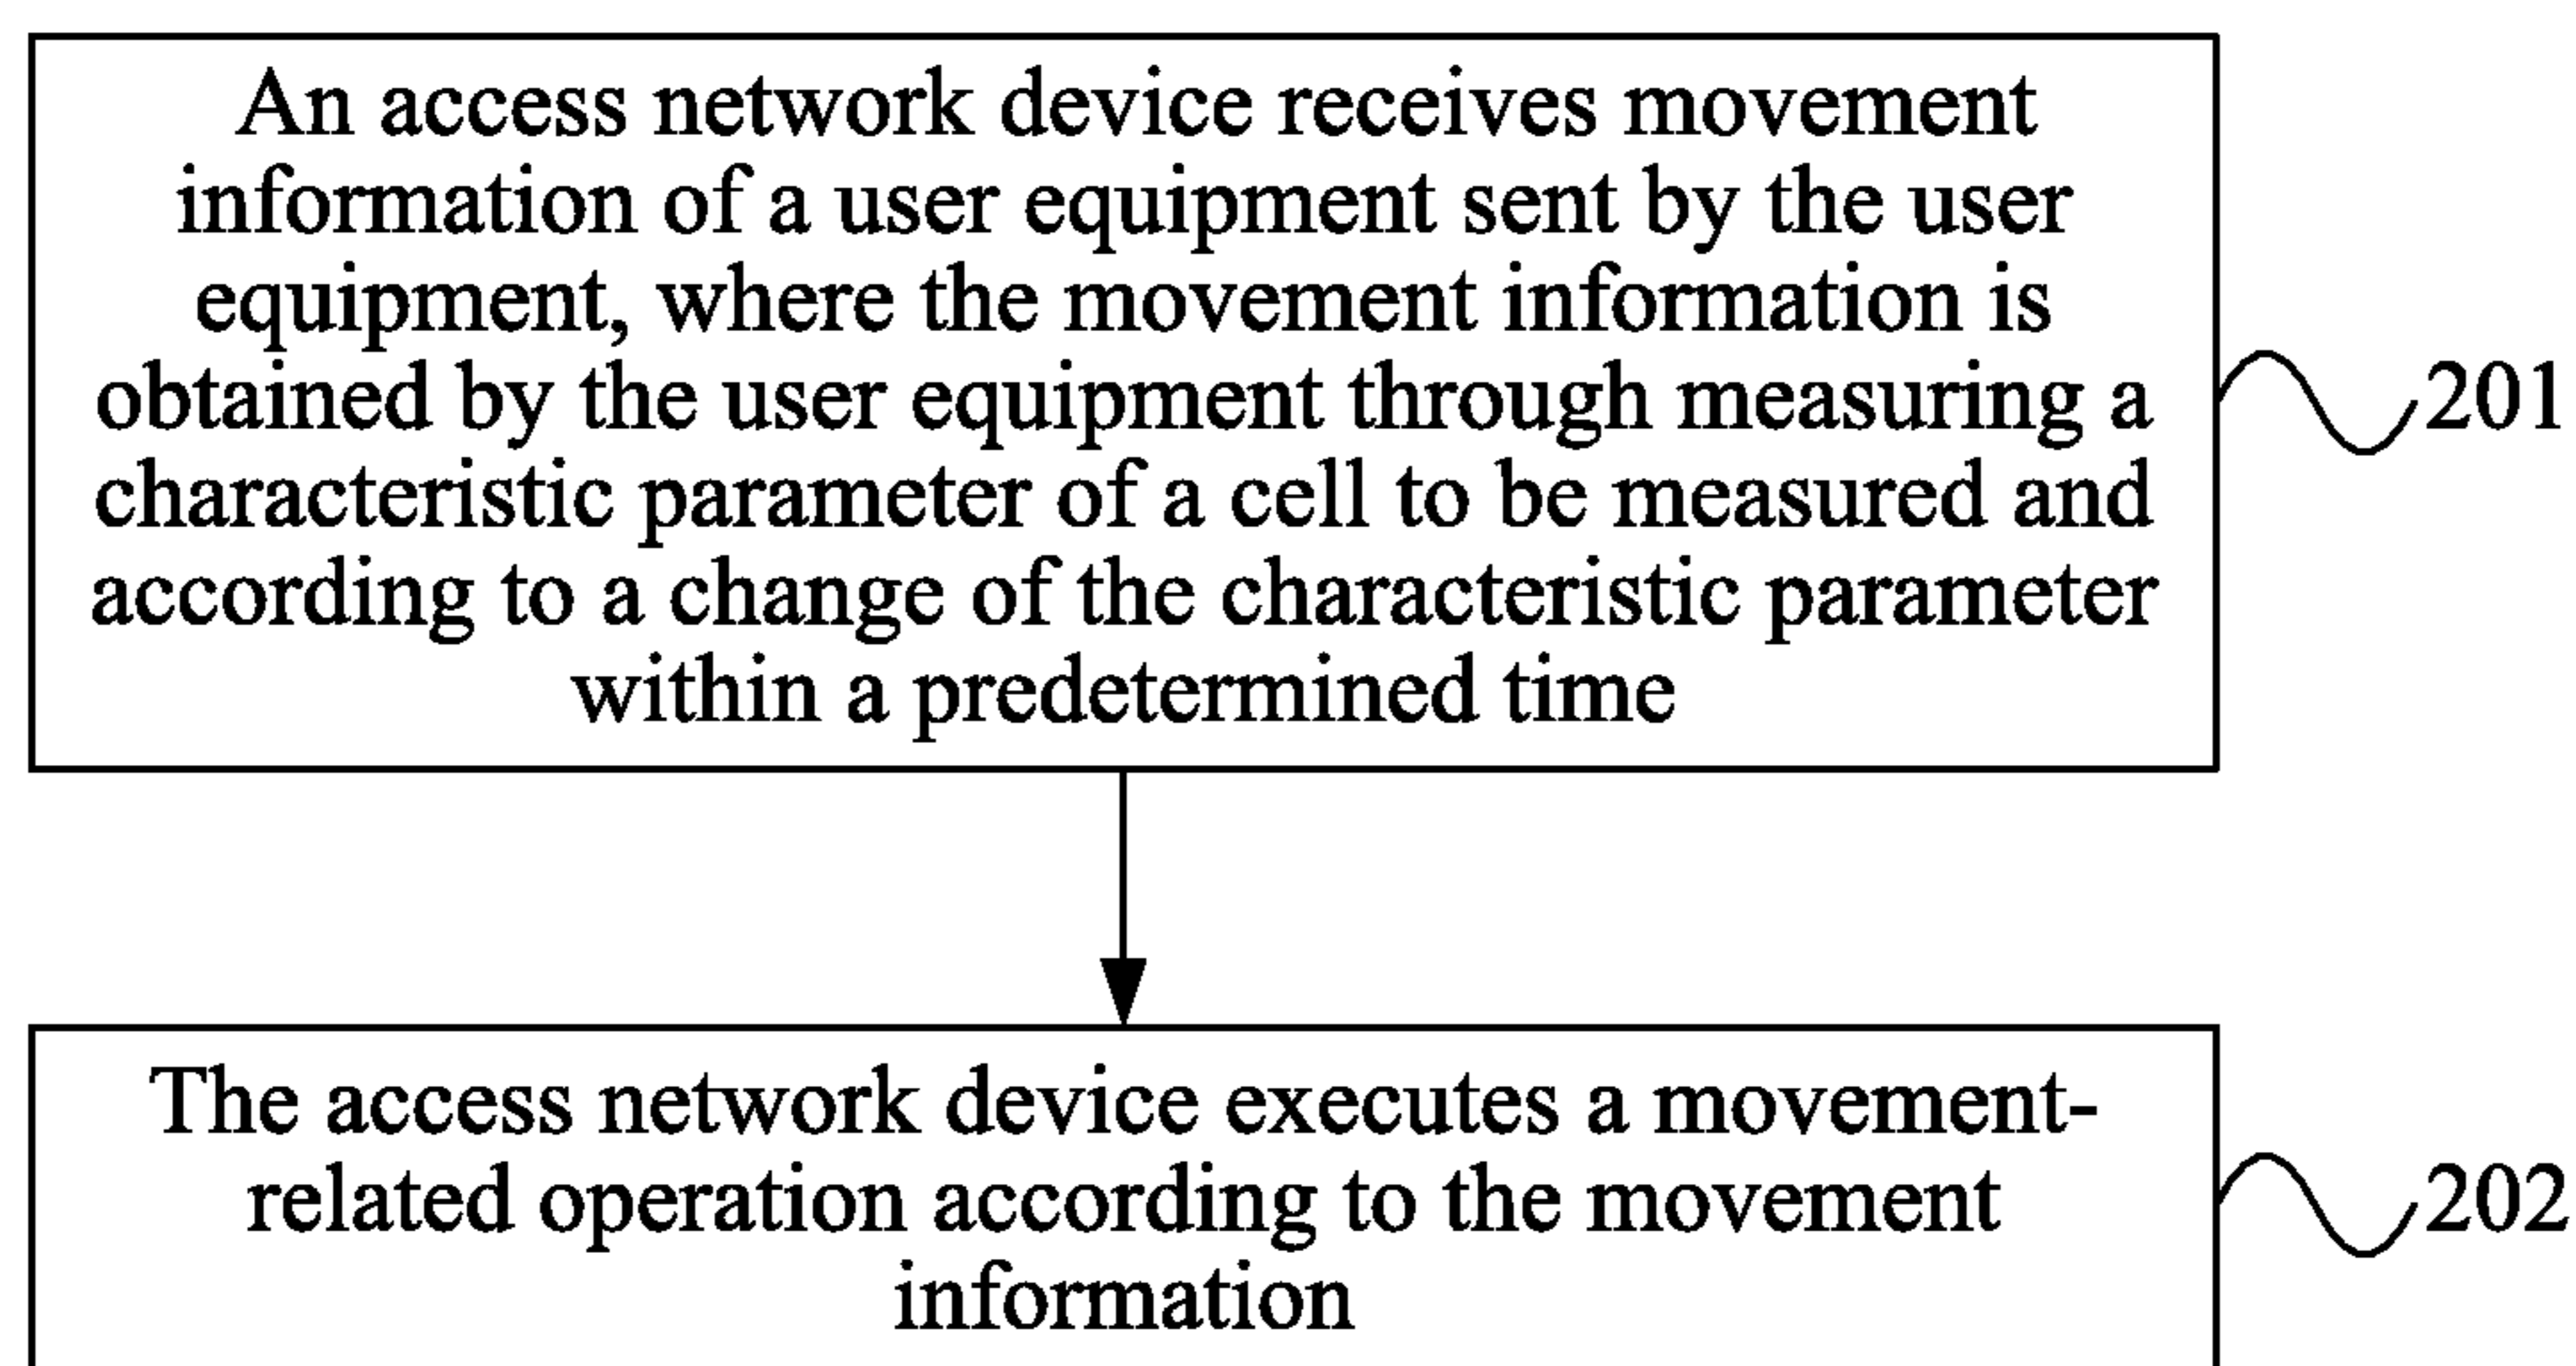 An access network device receives movement
information of a user equipment sent by the user
equipment, where the movement information is
obtained by the user equipment through measuring a
characteristic parameter of a cell to be measured and
according to a change of the characteristic parameter
within a predetermined time
201
The access network device executes a movement-
related operation according to the movement
information
202